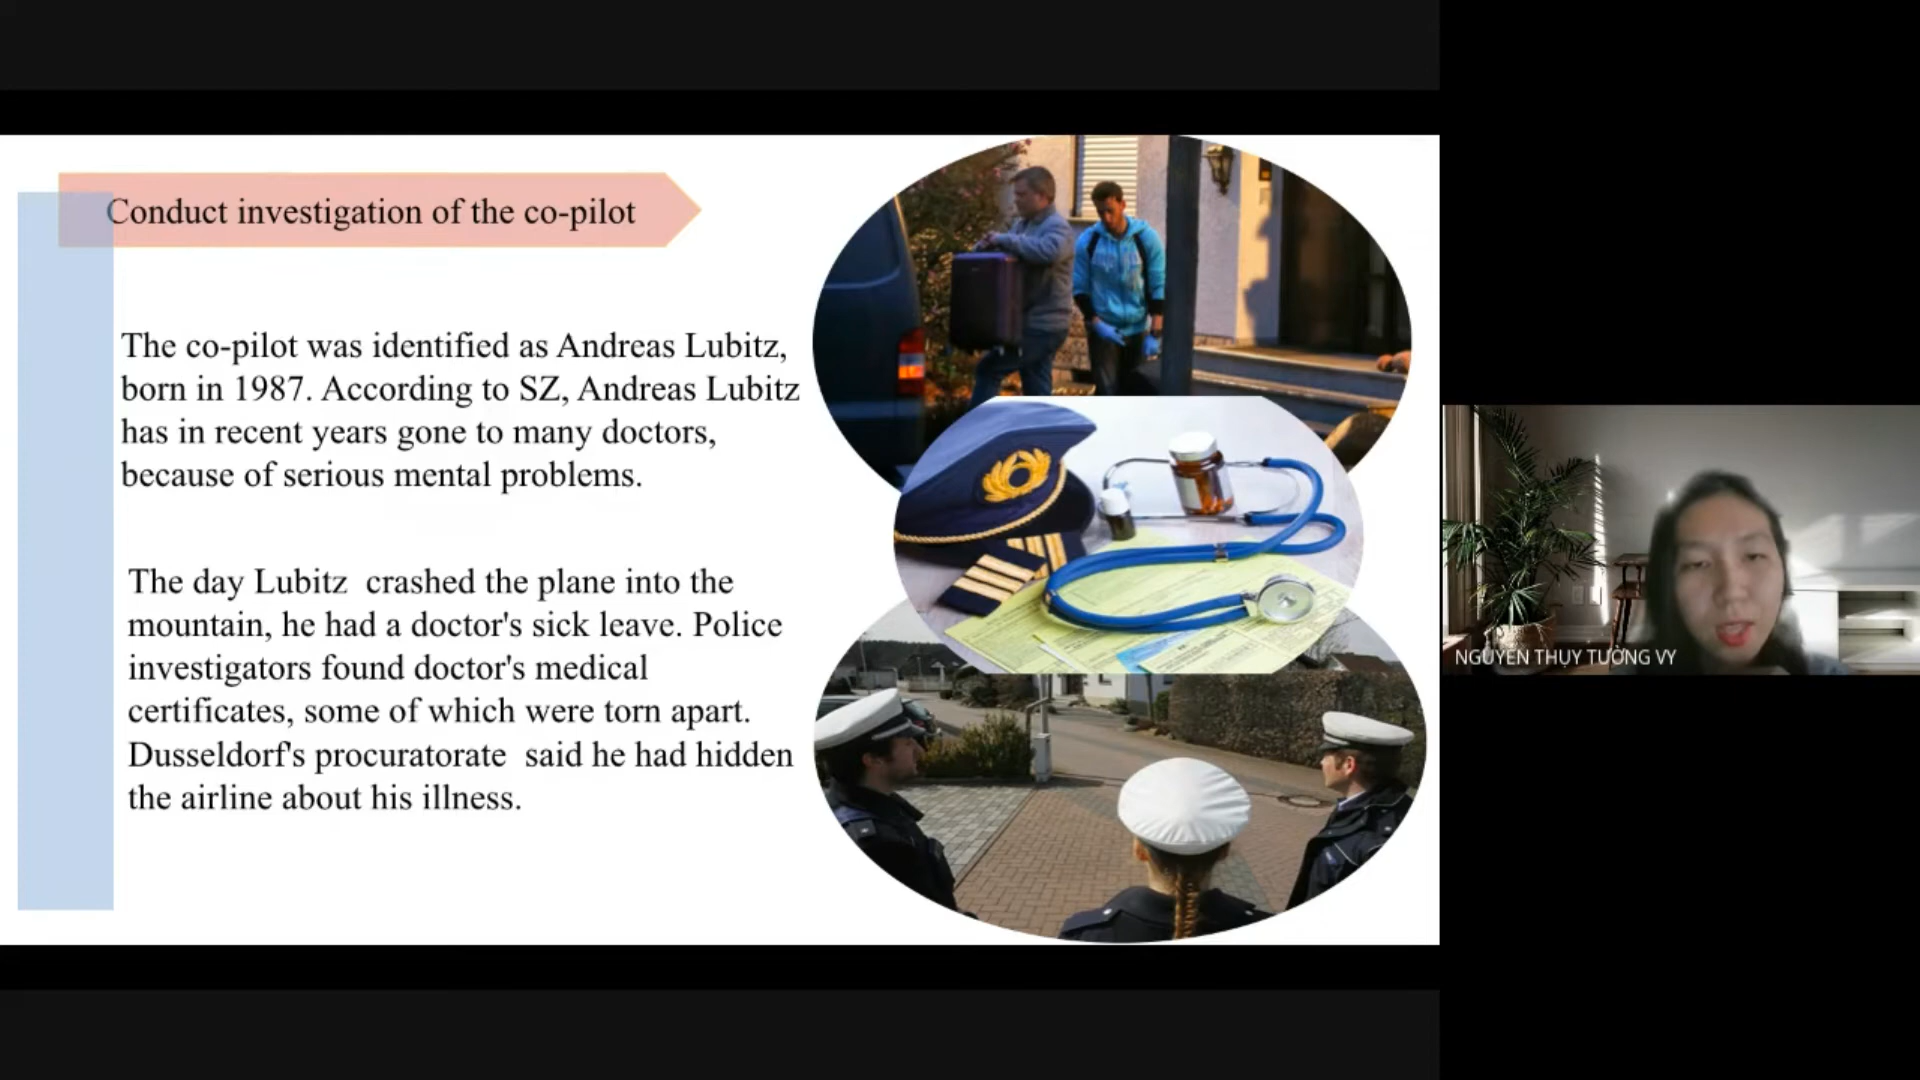 Conduct investigation of the co-pilot
The co-pilot was identified as Andreas Lubitz,
born in 1987. According to SZ, Andreas Lubitz
has in recent years gone to many doctors,
because of serious mental problems.
The day Lubitz  crashed the plane into the
mountain, he had a doctor's sick leave. Police
investigators found doctor's medical
certificates, some of which were torn apart.
Dusseldorf's procuratorate  said he had hidden
the airline about his illness.
NGUYỄN THỤY TƯỜNG VY